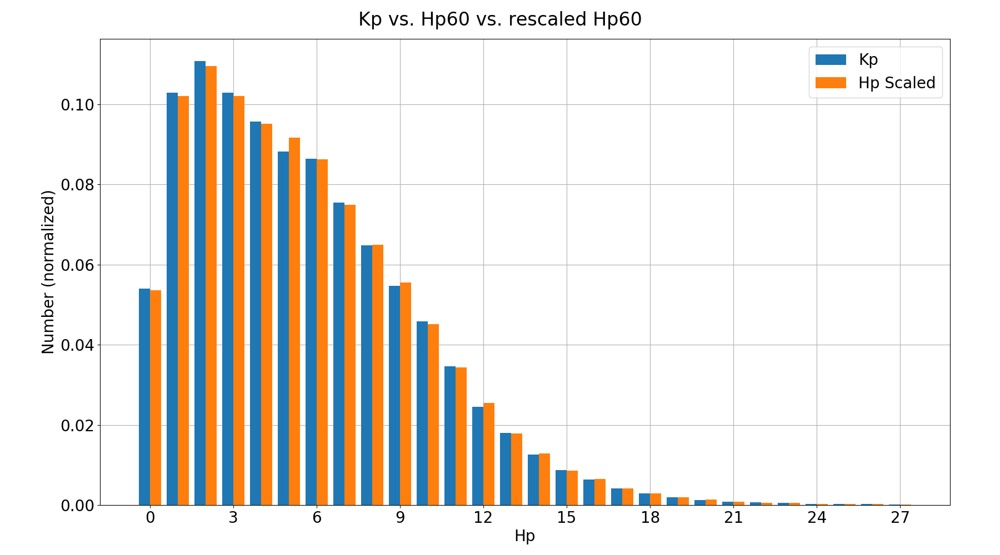 Kp vs. Hp60 vs. rescaled Hp60
Kp
Hp Scaled
0.10
0.08
0.06
0.04
0.02
0.00
Number (normalized)
0 3 6 9 12 15 18 21 24 27
Hp